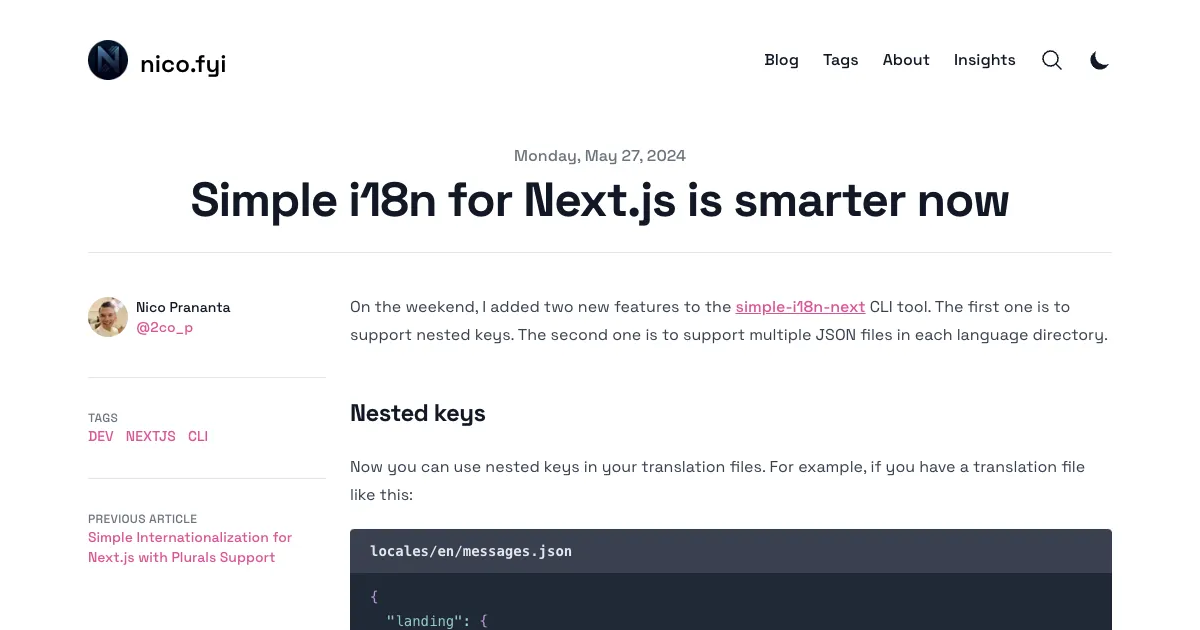 nico.fyi
Blog Tags About Insights
Monday, May 27, 2024
Simple i18n for Next.js is smarter now
Nico Prananta
@2co_p
TAGS
DEV NEXTJS CLI
PREVIOUS ARTICLE
Simple Internationalization for
Next.js with Plurals Support
On the weekend, I added two new features to the simple-i18n-next CLI tool. The first one is to
support nested keys. The second one is to support multiple JSON files in each language directory.
Nested keys
Now you can use nested keys in your translation files. For example, if you have a translation file
like this:
locales/en/messages.json
{
"landing": {